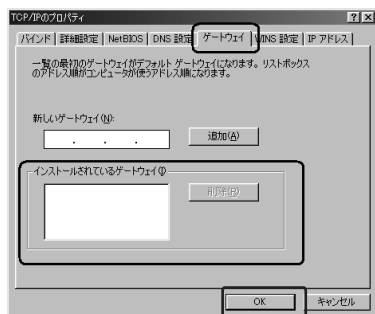 TCP/IPのプロパティ
バインド 詳細設定 NetBIOS DNS 設定 ゲートウェイ WINS 設定 IP アドレス
一覧の最初のゲートウェイがデフォルト ゲートウェイになります。リストボックス
のアドレス順がコンピュータが使うアドレス順になります。
新しいゲートウェイ(N):
. . .
追加(A)
インストールされているゲートウェイ(I)
削除(R)
OK キャンセル